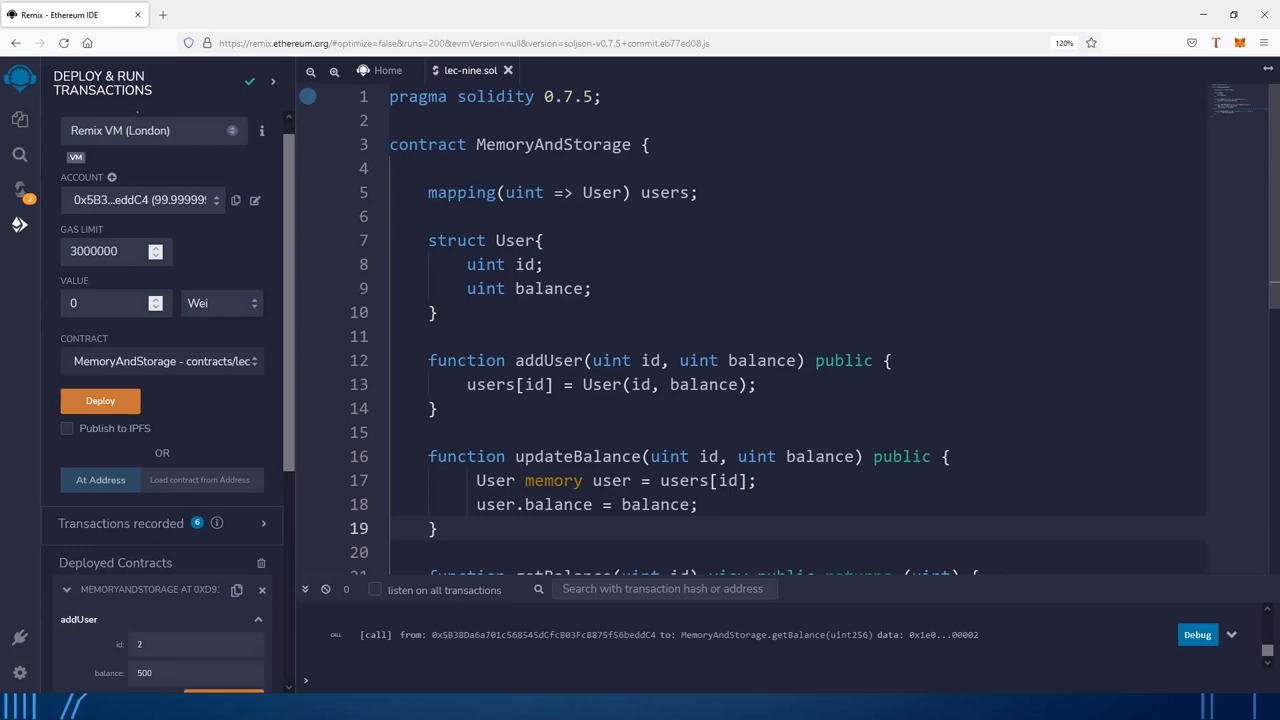 Remix - Ethereum IDE
https://remix.ethereum.org/#optimize=false&runs=200&evmVersion=null&version=soljson-v0.7.5+commit.eb77ed08.js
120%
DEPLOY & RUN
TRANSACTIONS
Remix VM (London)
VM
ACCOUNT
0x5B3...eddC4 (99.999999
GAS LIMIT
3000000
VALUE
0
Wei
CONTRACT
MemoryAndStorage - contracts/lec
Deploy
Publish to IPFS
OR
At Address
Load contract from Address
Transactions recorded 6
Deployed Contracts
MEMORYANDSTORAGE AT 0XD9
addUser
id: 2
balance: 500
2
Home
lec-nine.sol
1 pragma solidity 0.7.5;
2
3 contract MemoryAndStorage {
4
5 mapping(uint => User) users;
6
7 struct User{
8 uint id;
9 uint balance;
10 }
11
12 function addUser(uint id, uint balance) public {
13 users[id] = User(id, balance);
14 }
15
16 function updateBalance(uint id, uint balance) public {
17 User memory user = users[id];
18 user.balance = balance;
19 }
20
21 function getBalance(uint id) view public returns (uint) {
0
listen on all transactions
Search with transaction hash or address
CALL [call] from: 0x5B38Da6a701c568545dCfcB03FcB875f56beddC4 to: MemoryAndStorage.getBalance(uint256) data: 0x1e0...00002
Debug
>